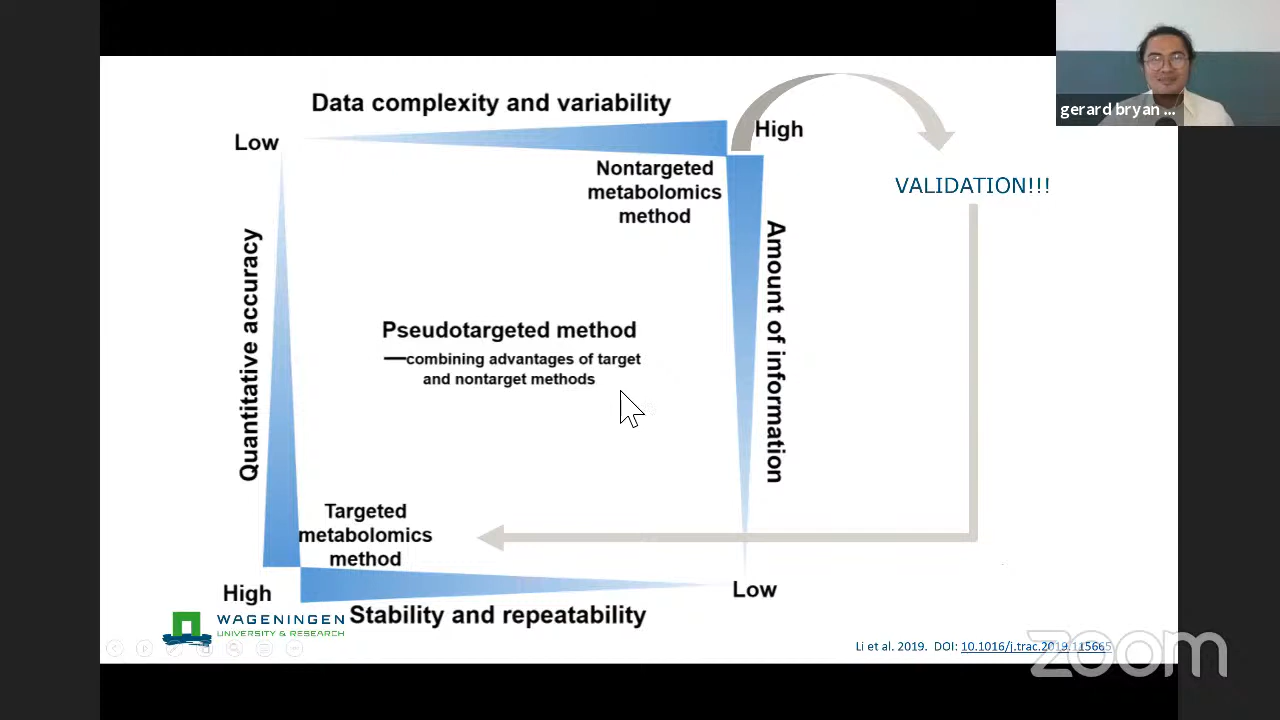 gerard bryan ...
Data complexity and variability
Low
High
Nontargeted
metabolomics
method
VALIDATION!!!
Quantitative accuracy
Amount of information
Pseudotargeted method
—combining advantages of target
and nontarget methods
Targeted
metabolomics
method
High
Low
Stability and repeatability
WAGENINGEN
UNIVERSITY & RESEARCH
Li et al. 2019. DOI: 10.1016/j.trac.2019.115665
zoom